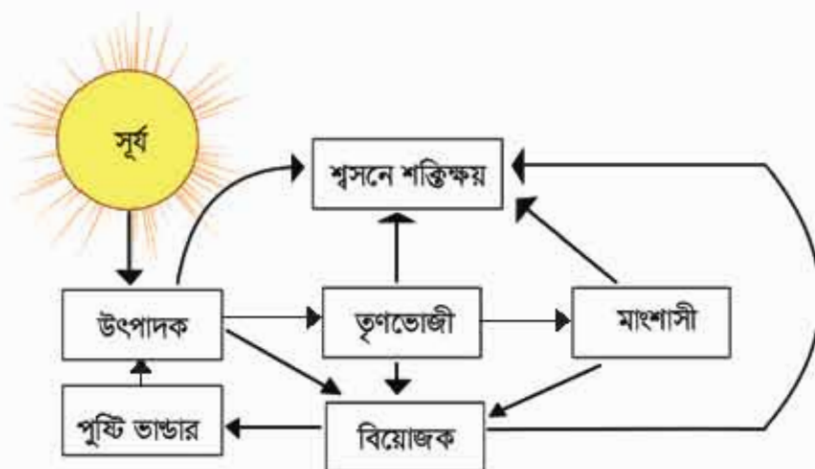 সূর্য
শ্বসনে শক্তিক্ষয়
উৎপাদক
তৃণভোজী
মাংশাসী
পুষ্টি ভান্ডার
বিয়োজক